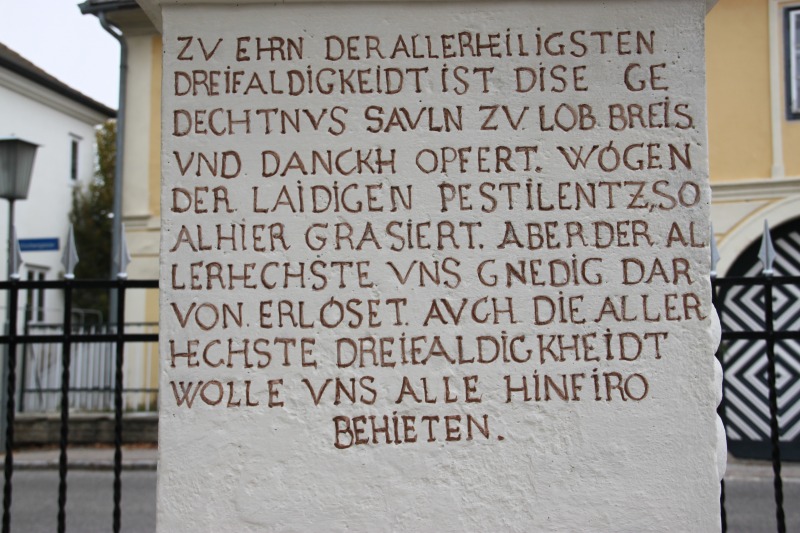 ZV EHRN DER ALLERHEILIGSTEN
DREIFALDIGKEIDT IST DISE GE
DECHTNVS SAVLN ZV LOB. BREIS.
VND DANCKH OPFERT. WÓGEN
DER LAIDIGEN PESTILENTZ, SO
ALHIER GRASIERT. ABER DER AL
LERHECHSTE VNS GNEDIG DAR
VON. ERLÓSET. AVCH DIE ALLER
HECHSTE DREIFALDIGKHEIDT
WOLLE VNS ALLE HINFIRO
BEHIETEN.